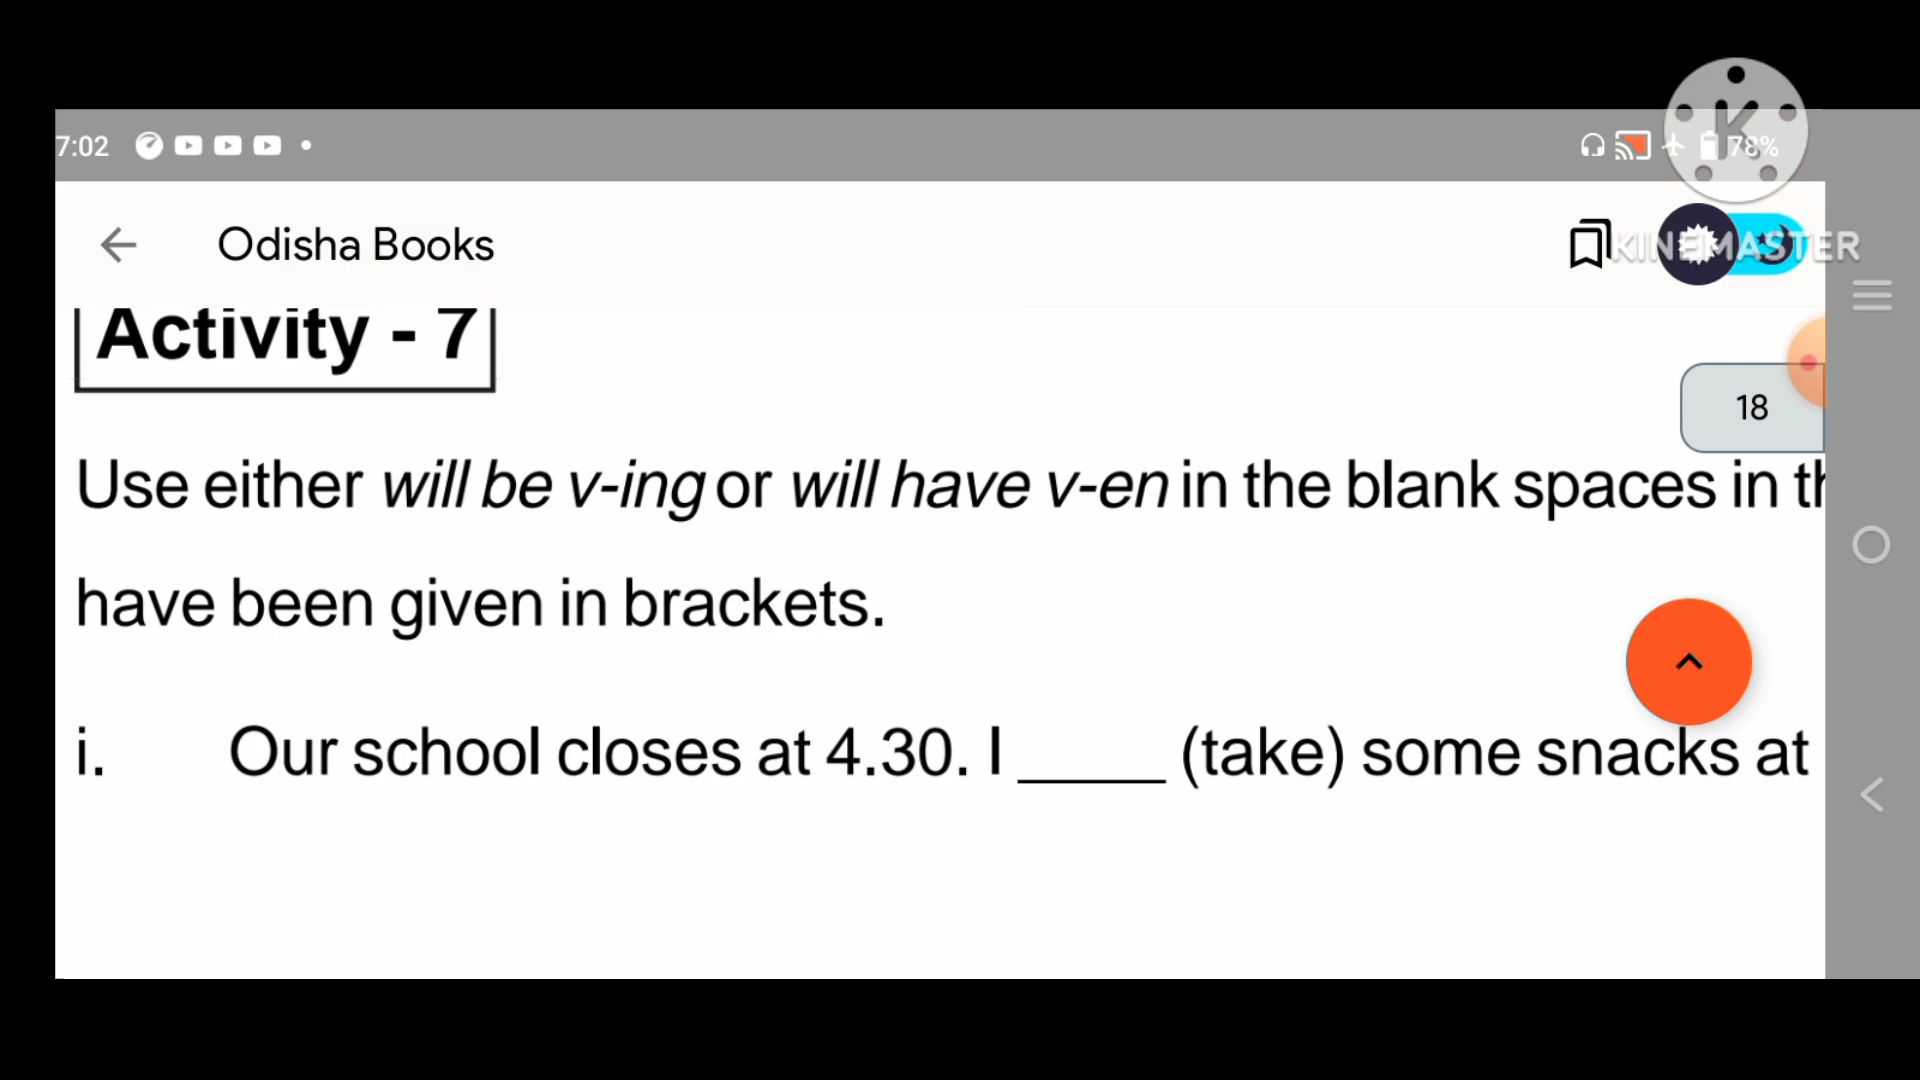 7:02 78%
Odisha Books
KINEMASTER
Activity - 7
18
Use either will be v-ing or will have v-en in the blank spaces in
have been given in brackets.
i. Our school closes at 4.30. I _____ (take) some snacks at